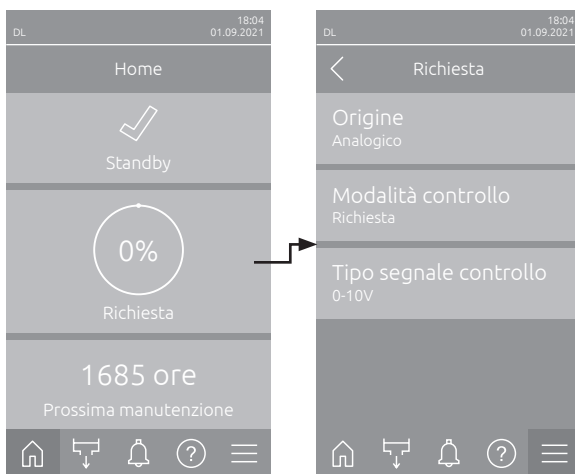 18:04
DL
01.09.2021
Home
Standby
0%
Richiesta
1685 ore
Prossima manutenzione
?
18:04
DL
01.09.2021
Richiesta
Origine
Analogico
Modalità controllo
Richiesta
Tipo segnale controllo
0-10V
?